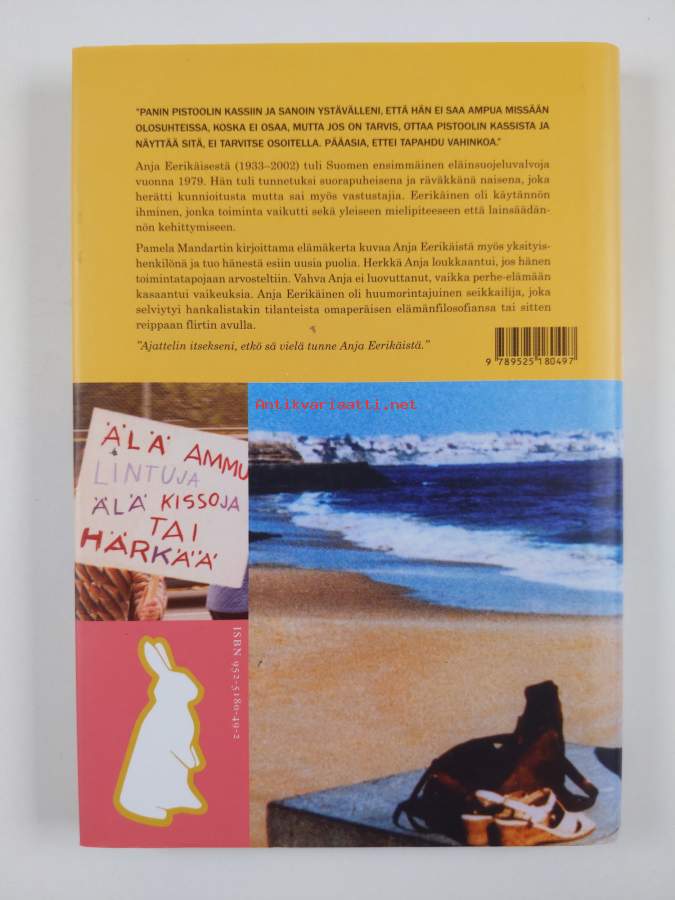 "PANIN PISTOOLIN KASSIIN JA SANOIN YSTÄVÄLLENI, ETTÄ HÄN EI SAA AMPUA MISSÄÄN
OLOSUHTEISSA, KOSKA EI OSAA, MUTTA JOS ON TARVIS, OTTAA PISTOOLIN KASSISTA JA
NÄYTTÄÄ SITÄ, EI TARVITSE OSOITELLA. PÄÄASIA, ETTEI TAPAHDU VAHINKOA."
Anja Eerikäisestä (1933–2002) tuli Suomen ensimmäinen eläinsuojeluvalvoja
vuonna 1979. Hän tuli tunnetuksi suorapuheisena ja räväkkänä naisena, joka
herätti kunnioitusta mutta sai myös vastustajia. Eerikäinen oli käytännön
ihminen, jonka toiminta vaikutti sekä yleiseen mielipiteeseen että lainsäädän-
nön kehittymiseen.
Pamela Mandartin kirjoittama elämäkerta kuvaa Anja Eerikäistä myös yksityis-
henkilönä ja tuo hänestä esiin uusia puolia. Herkkä Anja loukkaantui, jos hänen
toimintatapojaan arvosteltiin. Vahva Anja ei luovuttanut, vaikka perhe-elämään
kasaantui vaikeuksia. Anja Eerikäinen oli huumorintajuinen seikkailija, joka
selviytyi hankalistakin tilanteista omaperäisen elämänfilosofiansa tai sitten
reippaan flirtin avulla.
"Ajattelin itsekseni, etkö sä vielä tunne Anja Eerikäistä."
9 789525 180497
Antikvariaatti.net
ÄLÄ AMMU
LINTUJA
ÄLÄ KISSOJA
TAI
HÄRKÄÄ
ISBN 952-5180-49-2